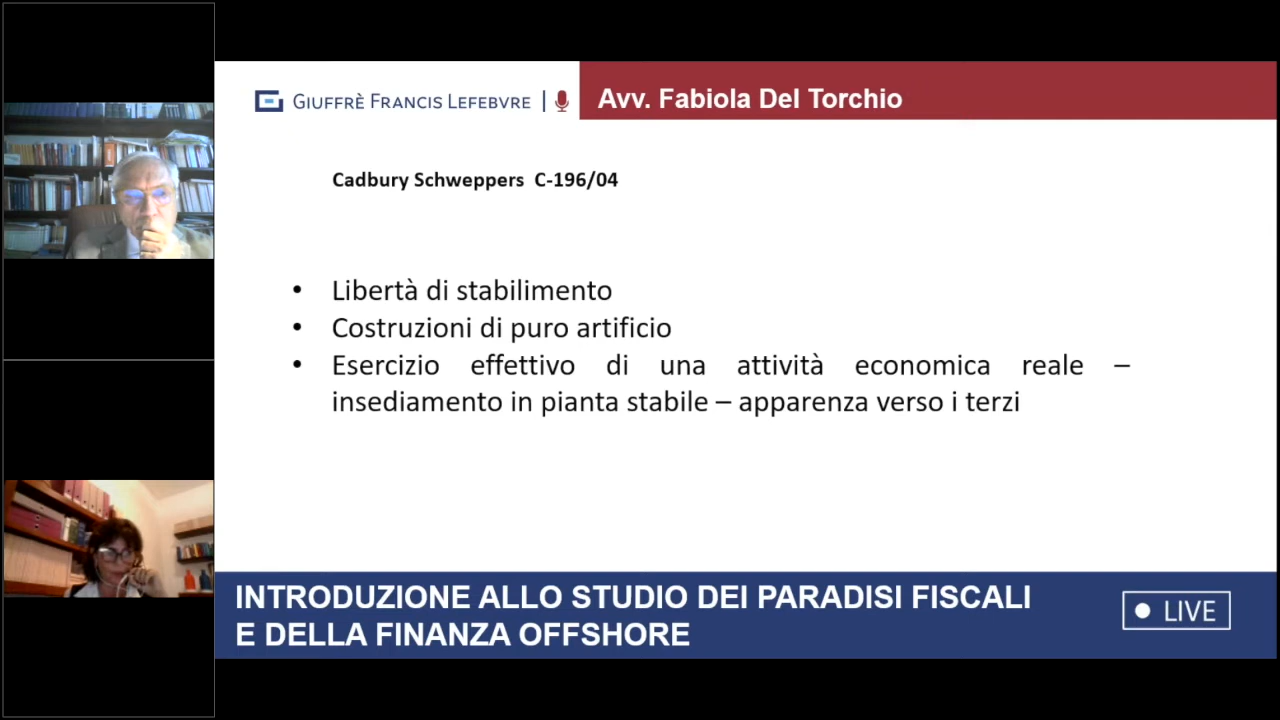 GIUFFRÈ FRANCIS LEFEBVRE
Avv. Fabiola Del Torchio
Cadbury Schweppers C-196/04
• Libertà di stabilimento
• Costruzioni di puro artificio
• Esercizio effettivo di una attività economica reale –
insediamento in pianta stabile – apparenza verso i terzi
INTRODUZIONE ALLO STUDIO DEI PARADISI FISCALI
E DELLA FINANZA OFFSHORE
LIVE